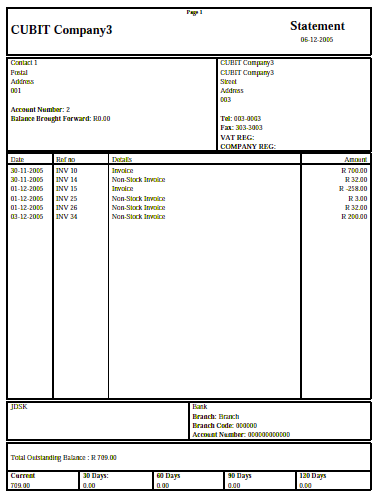 Page 1
CUBIT Company3
Statement
06-12-2005
Contact 1
Postal
Address
001
Account Number: 2
Balance Brought Forward: R0.00
CUBIT Company3
CUBIT Company3
Street
Address
003
Tel: 003-0003
Fax: 303-3003
VAT REG:
COMPANY REG:
Date Ref no Details Amount
30-11-2005 INV 10 Invoice R 700.00
30-11-2005 INV 14 Non-Stock Invoice R 32.00
01-12-2005 INV 15 Invoice R -258.00
01-12-2005 INV 25 Non-Stock Invoice R 3.00
01-12-2005 INV 26 Non-Stock Invoice R 32.00
03-12-2005 INV 34 Non-Stock Invoice R 200.00
JDSK
Bank
Branch: Branch
Branch Code: 000000
Account Number: 000000000000
Total Outstanding Balance : R 709.00
Current 30 Days: 60 Days 90 Days 120 Days
709.00 0.00 0.00 0.00 0.00